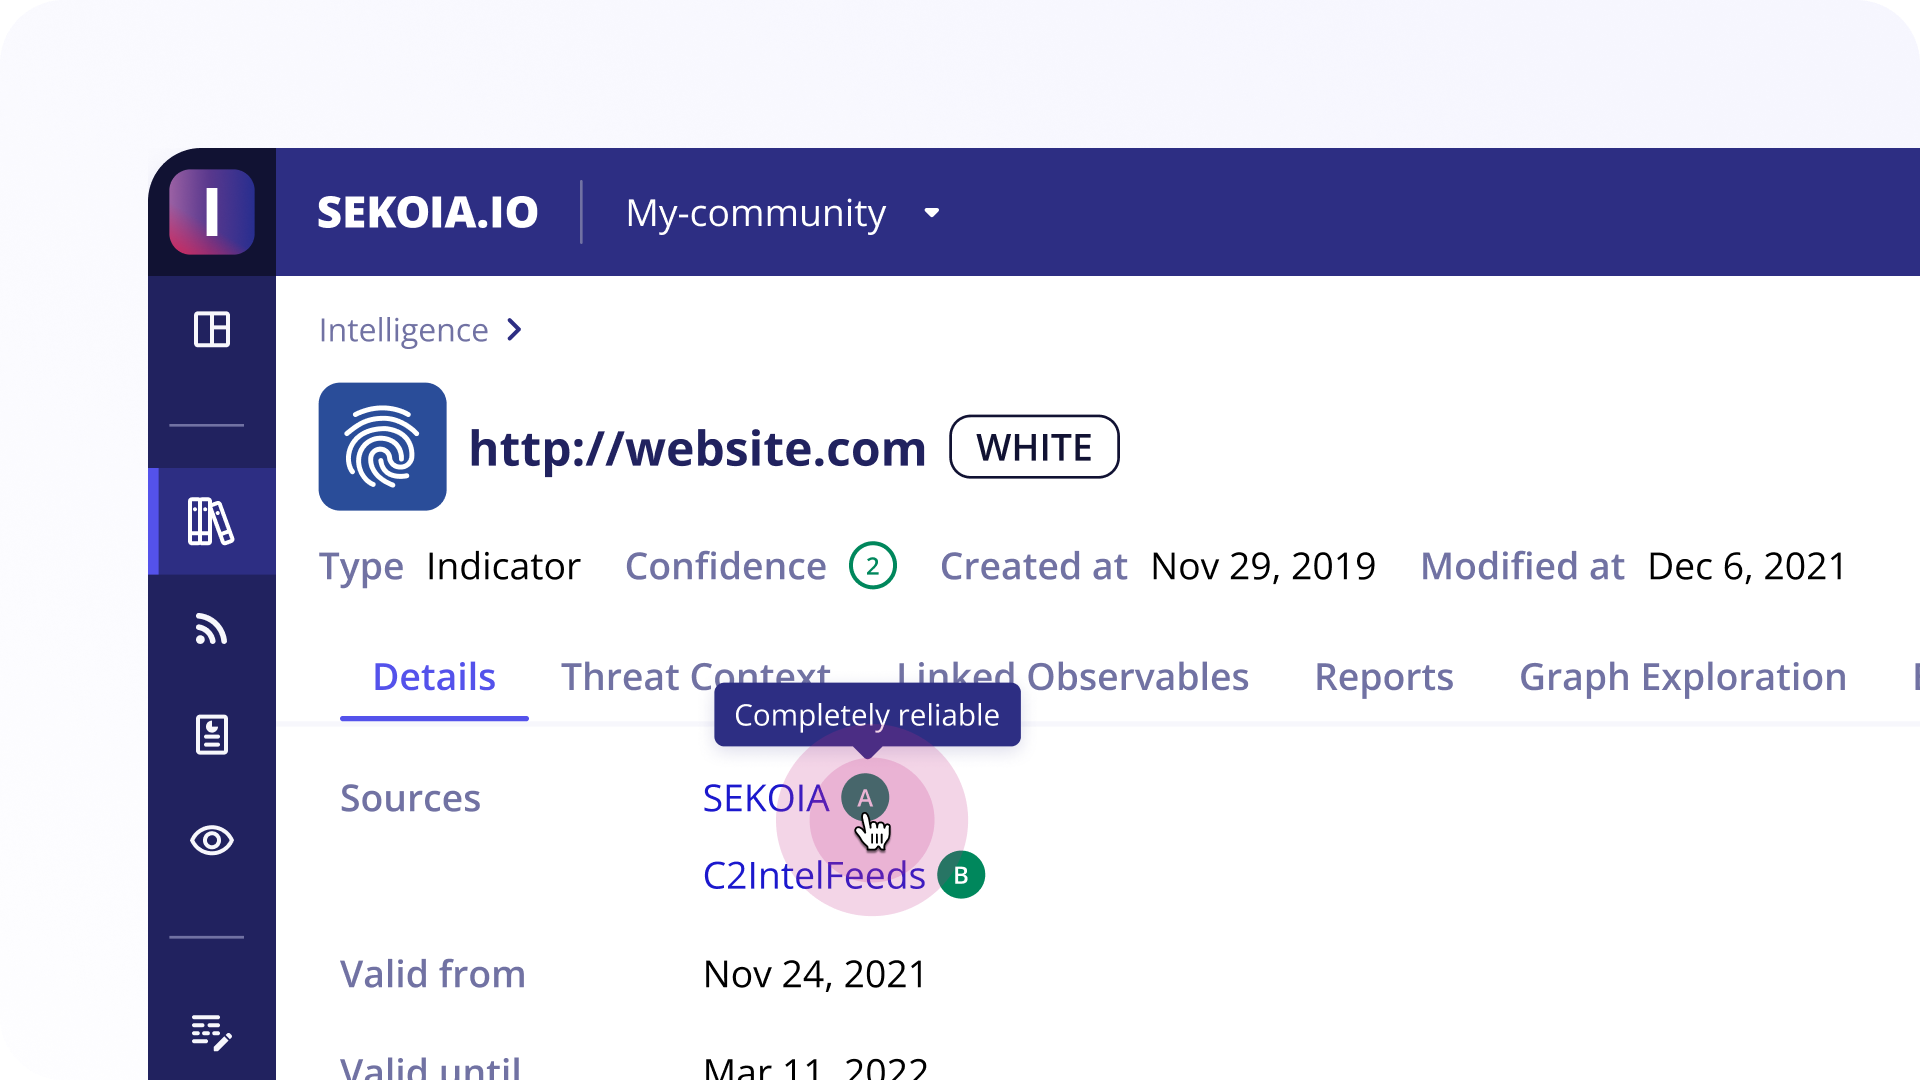 I
SEKOIA.IO My-community
Intelligence
http://website.com WHITE
Type Indicator Confidence 2 Created at Nov 29, 2019 Modified at Dec 6, 2021
Details Threat Context Linked Observables Reports Graph Exploration
Completely reliable
Sources SEKOIA A
C2IntelFeeds B
Valid from Nov 24, 2021
Valid until Mar 11, 2022